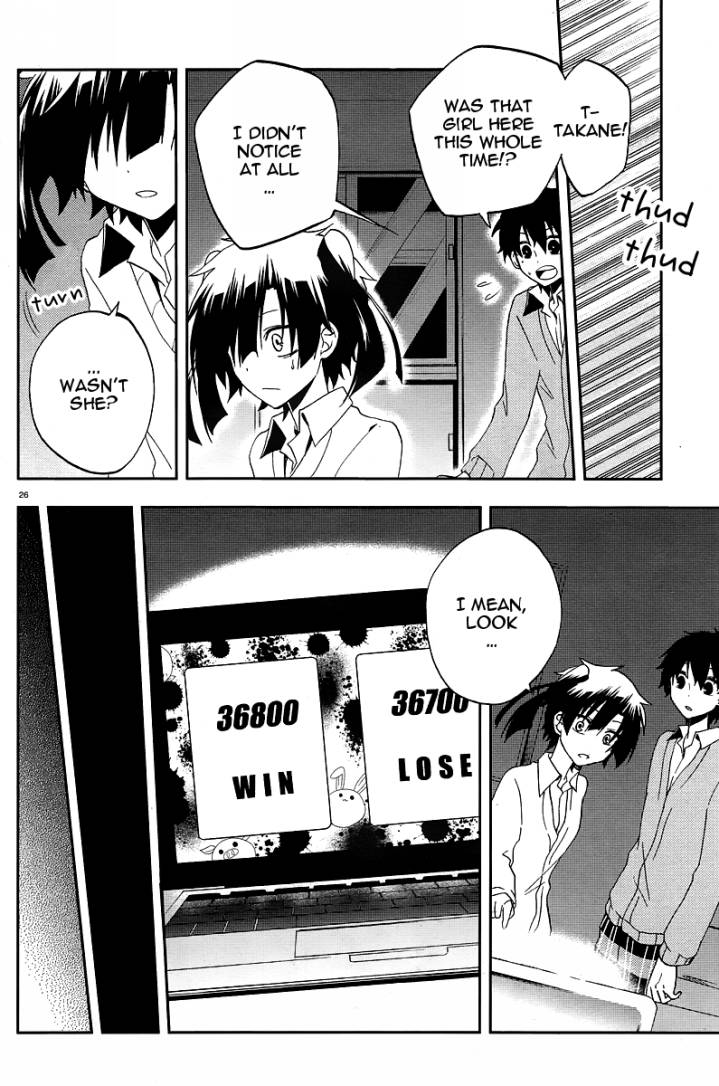 T-
TAKANE!
WAS THAT
GIRL HERE
THIS WHOLE
TIME!?
thud
thud
I DIDN'T
NOTICE
AT ALL
...
turn
...
WASN'T
SHE?
26
I MEAN,
LOOK
...
36800
WIN
36700
LOSE